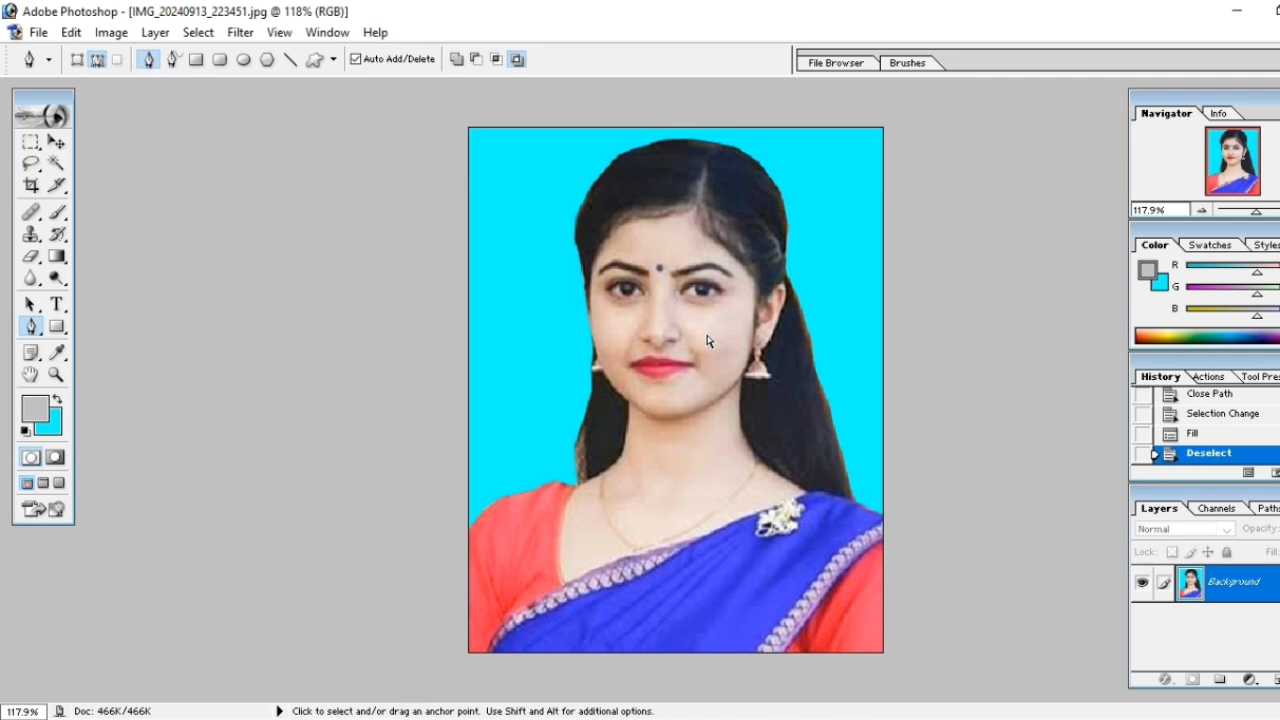 Adobe Photoshop - [IMG_20240913_223451.jpg @ 118% (RGB)]
File Edit Image Layer Select Filter View Window Help
Auto Add/Delete
File Browser Brushes
Navigator Info
117.9%
Color Swatches Styles
R
G
B
History Actions Tool Pres
Close Path
Selection Change
Fill
Deselect
Layers Channels Paths
Normal Opacity:
Lock: Fill:
Background
117.9% Doc: 466K/466K Click to select and/or drag an anchor point. Use Shift and Alt for additional options.